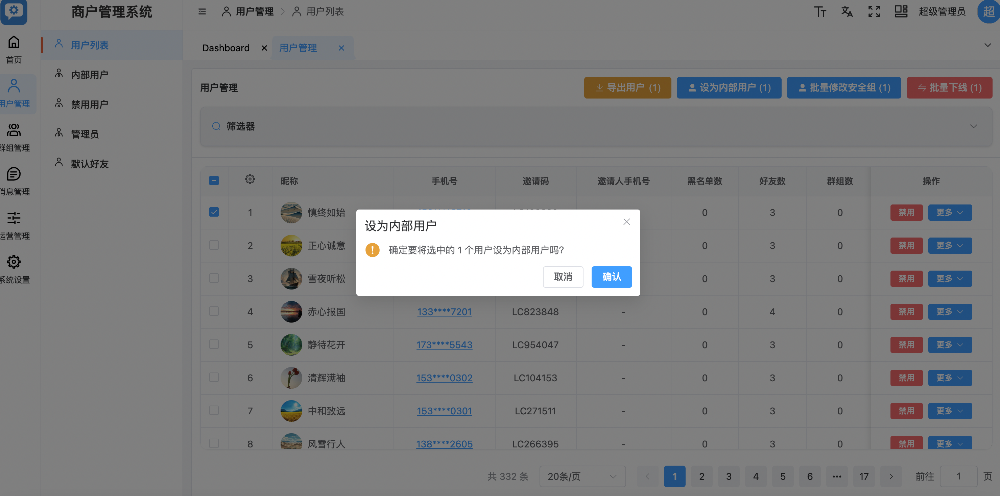 商户管理系统
用户管理
用户列表
超级管理员
超
首页
用户管理
群组管理
消息管理
运营管理
系统设置
用户列表
内部用户
禁用用户
管理员
默认好友
Dashboard
用户管理
用户管理
导出用户 (1)
设为内部用户 (1)
批量修改安全组 (1)
批量下线 (1)
筛选器
昵称 手机号 邀请码 邀请人手机号 黑名单数 好友数 群组数 操作
1 慎终如始 0 3 0 禁用 更多
2 正心诚意 0 3 0 禁用 更多
3 雪夜听松 0 3 0 禁用 更多
设为内部用户
确定要将选中的 1 个用户设为内部用户吗?
取消 确认
4 赤心报国 133****7201 LC823848 - 0 4 0 禁用 更多
5 静待花开 173****5543 LC954047 - 0 3 0 禁用 更多
6 清辉满袖 153****0302 LC104153 - 0 3 0 禁用 更多
7 中和致远 153****0301 LC271511 - 0 3 0 禁用 更多
8 风雪行人 138****2605 LC266395 - 0 3 0 禁用 更多
共 332 条 20条/页 1 2 3 4 5 6 ••• 17 前往 1 页